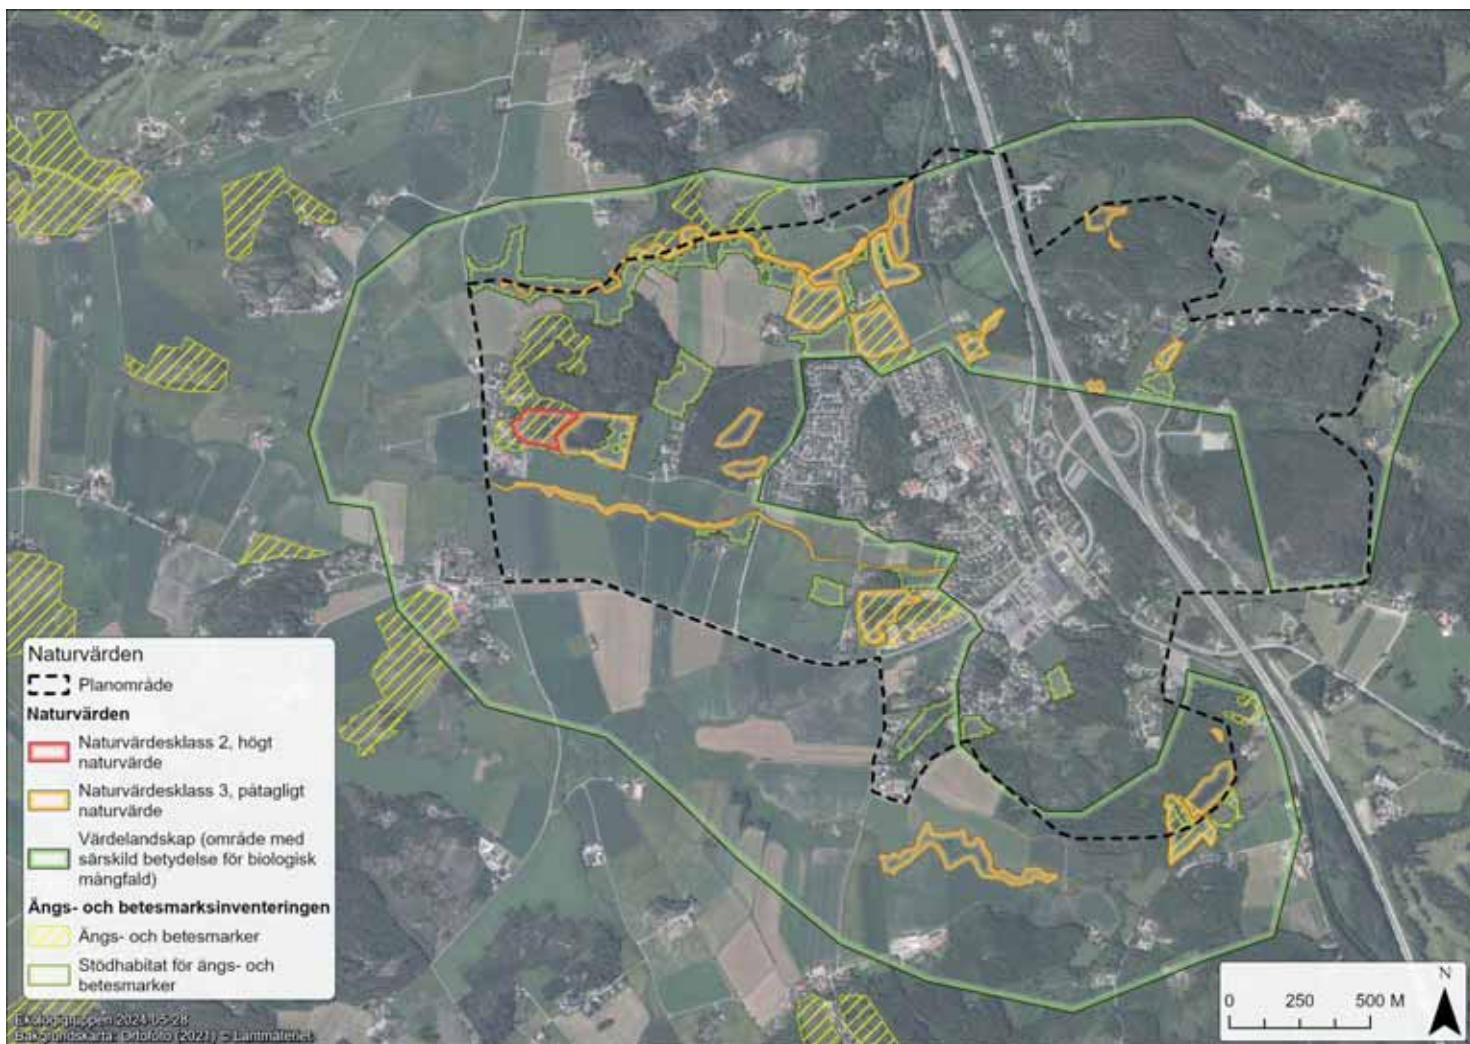 Naturvärden
Planområde
Naturvärden
Naturvärdesklass 2, högt
naturvärde
Naturvärdesklass 3, påtagligt
naturvärde
Värdelandskap (område med
särskild betydelse för biologisk
mångfald)
Ängs- och betesmarksinventeringen
Ängs- och betesmarker
Stödhabitat för ängs- och
betesmarker
Ekologigruppen 2024-05-28
Bakgrundskarta: Ortofoto (2021) © Lantmäteriet
N
0 250 500 M